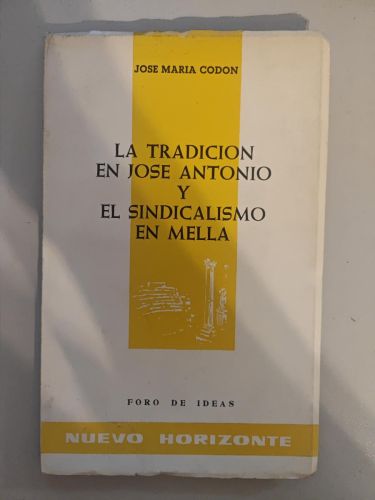 JOSE MARIA CODON
LA TRADICION
EN JOSE ANTONIO
Y
EL SINDICALISMO
EN MELLA
FORO DE IDEAS
NUEVO HORIZONTE